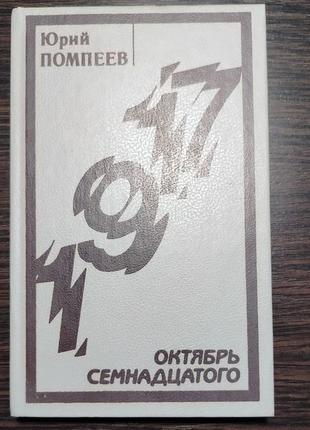 Юрий
ПОМПЕЕВ
1917
ОКТЯБРЬ
СЕМНАДЦАТОГО